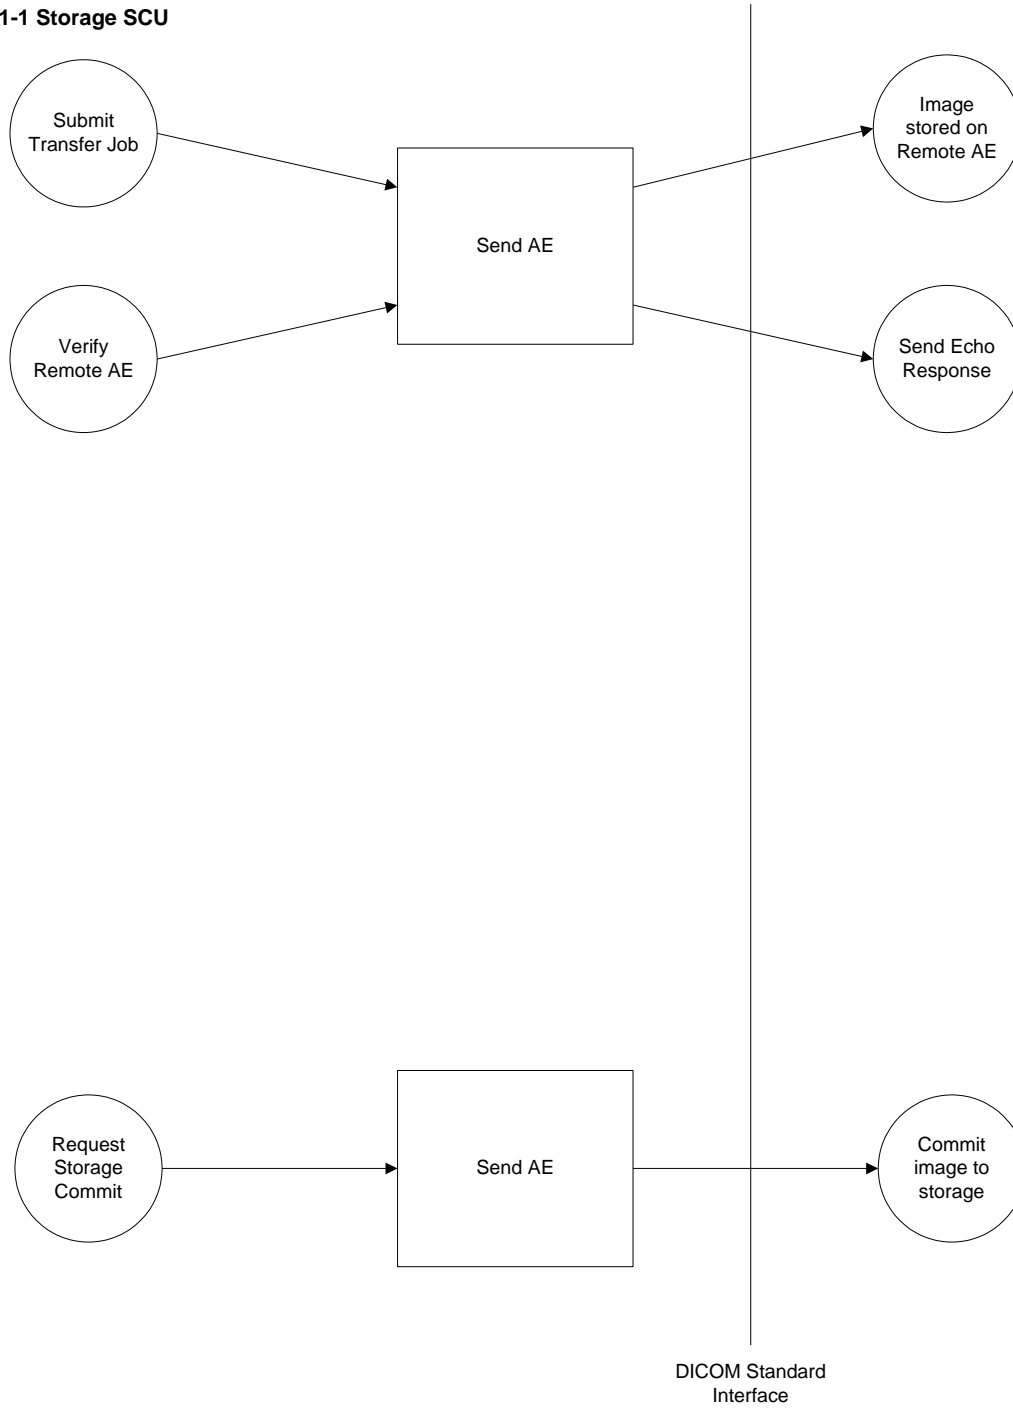 1-1 Storage SCU
Submit
Transfer Job
Image
stored on
Remote AE
Send AE
Verify
Remote AE
Send Echo
Response
Request
Storage
Commit
Send AE
Commit
image to
storage
DICOM Standard
Interface